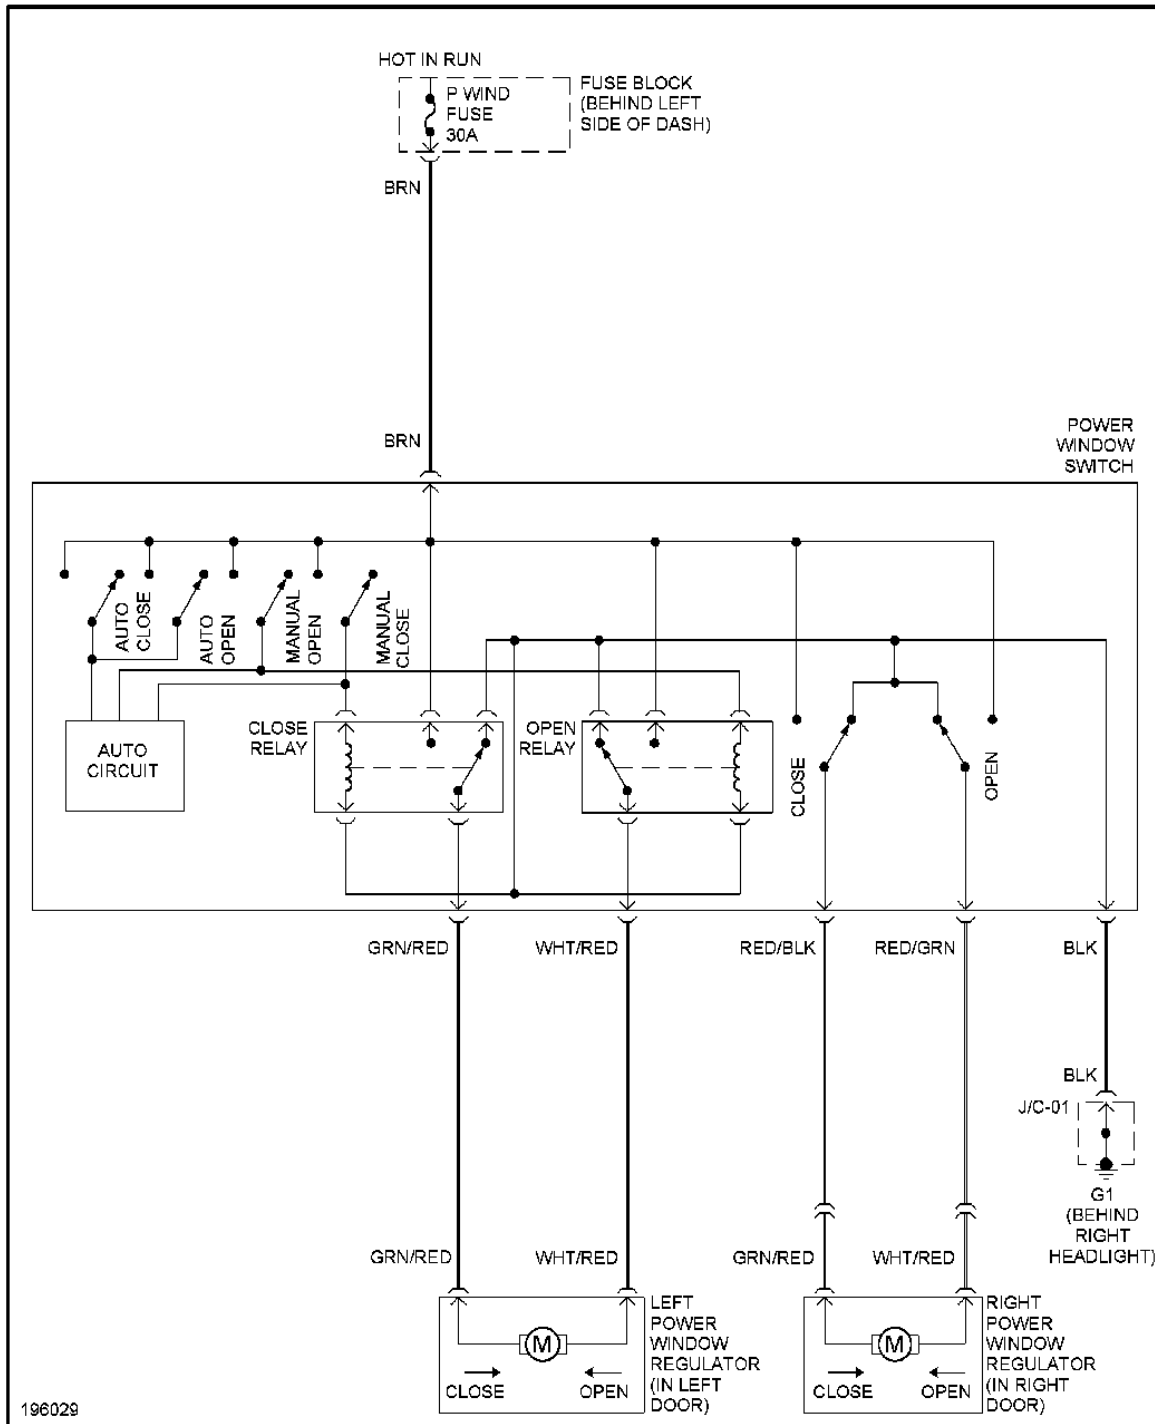 HOT IN RUN
P WIND
FUSE
30A
FUSE BLOCK
(BEHIND LEFT
SIDE OF DASH)
BRN
BRN
POWER
WINDOW
SWITCH
AUTO
CLOSE
AUTO
OPEN
MANUAL
OPEN
MANUAL
CLOSE
AUTO
CIRCUIT
CLOSE
RELAY
OPEN
RELAY
CLOSE
OPEN
GRN/RED
WHT/RED
RED/BLK
RED/GRN
BLK
BLK
J/C-01
G1
(BEHIND
RIGHT
HEADLIGHT)
GRN/RED
WHT/RED
GRN/RED
WHT/RED
M
CLOSE
OPEN
LEFT
POWER
WINDOW
REGULATOR
(IN LEFT
DOOR)
M
CLOSE
OPEN
RIGHT
POWER
WINDOW
REGULATOR
(IN RIGHT
DOOR)
196029